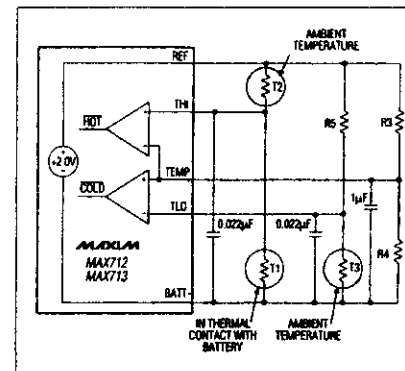 AMBIENT
TEMPERATURE
REF
T2
THI
HOT
R5
R3
+2.0V
TEMP
COLD
TLO
1µF
0.022µF
0.022µF
R4
MAXIM
MAX712
MAX713
T1
T3
BATT-
IN THERMAL
CONTACT WITH
BATTERY
AMBIENT
TEMPERATURE